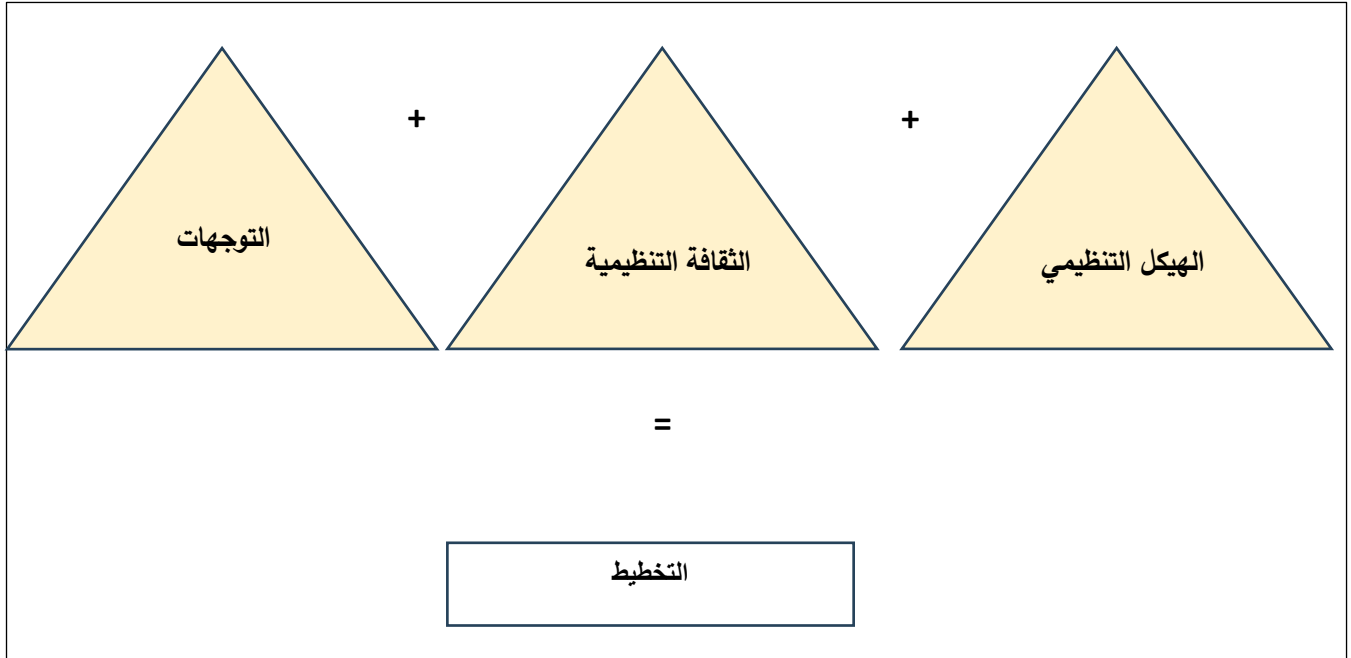 الهيكل التنظيمي
+
الثقافة التنظيمية
+
التوجهات
=
التخطيط